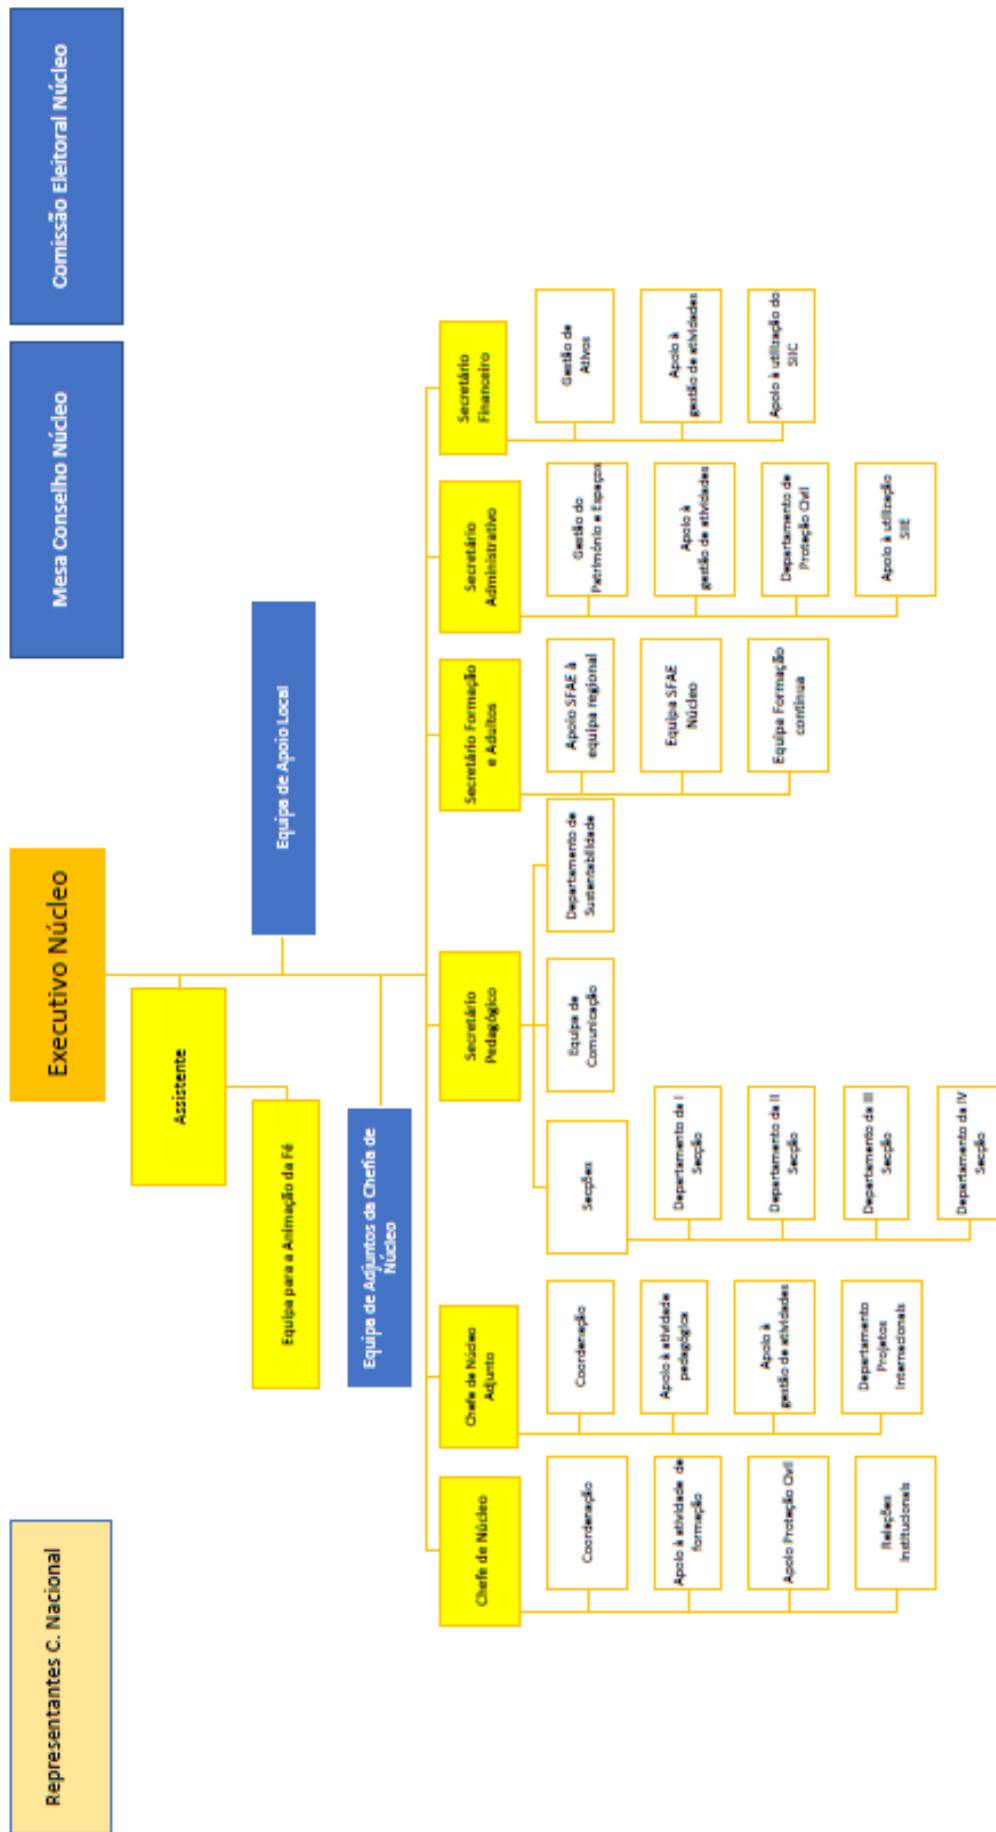 Representantes C. Nacional
Executivo Núcleo
Mesa Conselho Núcleo
Comissão Eleitoral Núcleo
Assistente
Equipa para a Animação da Fé
Equipa de Apoio Local
Equipa de Adjuntos da Chefia de
Núcleo
Chefe de Núcleo
Coordenação
Apoio à atividade de
formação
Apoio Proteção Civil
Relações
Institucionais
Chefe de Núcleo
Adjunto
Coordenação
Apoio à atividade
pedagógica
Apoio à
gestão de atividades
Departamento
Projetos
Internacionais
Secretário
Pedagógico
Secções
Departamento da I
Secção
Departamento da II
Secção
Departamento da III
Secção
Departamento da IV
Secção
Equipa de
Comunicação
Departamento de
Sustentabilidade
Secretário Formação
e Adultos
Apoio SFAE à
equipa regional
Equipa SFAE
Núcleo
Equipa Formação
contínua
Secretário
Administrativo
Gestão do
Património e Espaços
Apoio à
gestão de atividades
Departamento de
Proteção Civil
Apoio à utilização
SIIE
Secretário
Financeiro
Gestão de
Ativos
Apoio à
gestão de atividades
Apoio à utilização do
SIIC